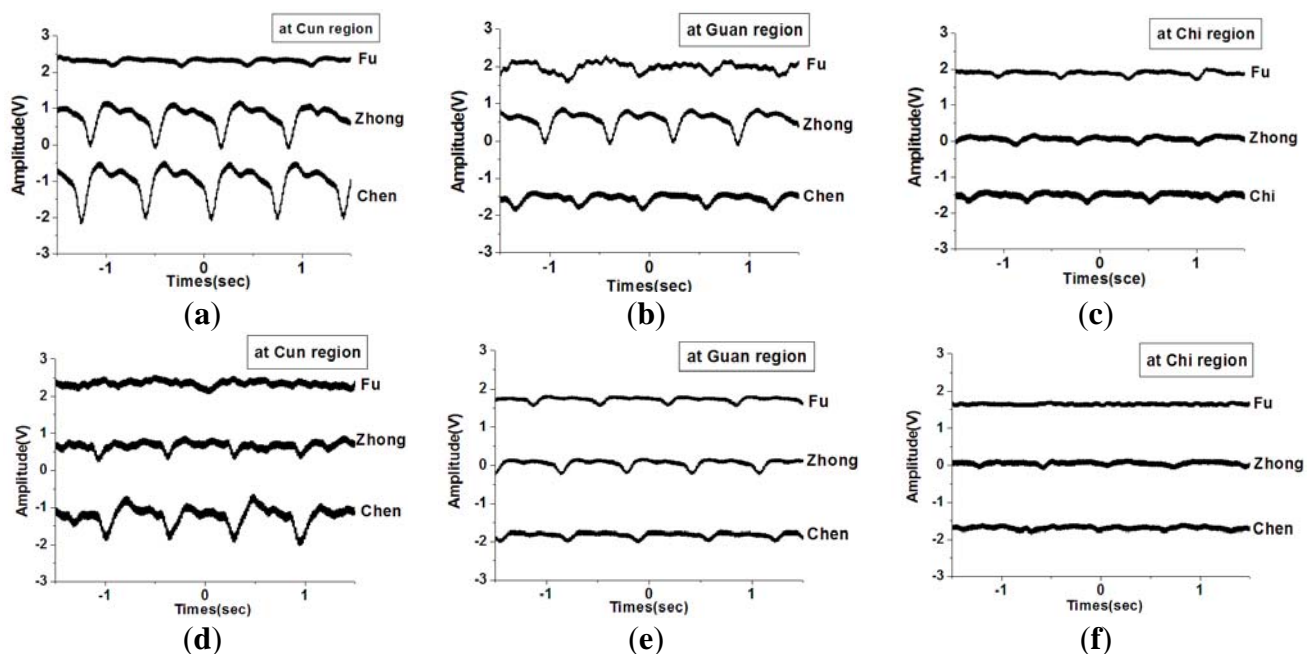 at Cun region
3
2
1
0
-1
-2
-3
Amplitude(V)
Fu
Zhong
Chen
-1
0
1
Times(sec)
(a)
at Guan region
3
2
1
0
-1
-2
-3
Amplitude(V)
Fu
Zhong
Chen
-1
0
1
Times(sec)
(b)
at Chi region
3
2
1
0
-1
-2
-3
Amplitude(V)
Fu
Zhong
Chi
-1
0
1
Times(sce)
(c)
at Cun region
3
2
1
0
-1
-2
-3
Amplitude(V)
Fu
Zhong
Chen
-1
0
1
Times(sec)
(d)
at Guan region
3
2
1
0
-1
-2
-3
Amplitude(V)
Fu
Zhong
Chen
-1
0
1
Times(sec)
(e)
at Chi region
3
2
1
0
-1
-2
-3
Amplitude(V)
Fu
Zhong
Chen
-1
0
1
Times(sec)
(f)